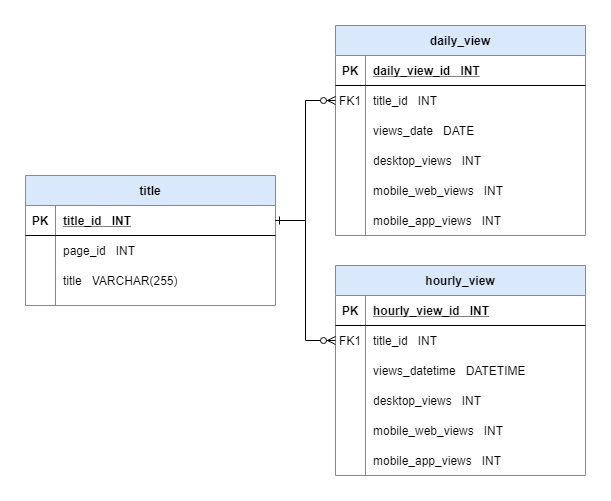 daily_view
PK daily_view_id INT
FK1 title_id INT
views_date DATE
desktop_views INT
mobile_web_views INT
mobile_app_views INT
title
PK title_id INT
page_id INT
title VARCHAR(255)
hourly_view
PK hourly_view_id INT
FK1 title_id INT
views_datetime DATETIME
desktop_views INT
mobile_web_views INT
mobile_app_views INT